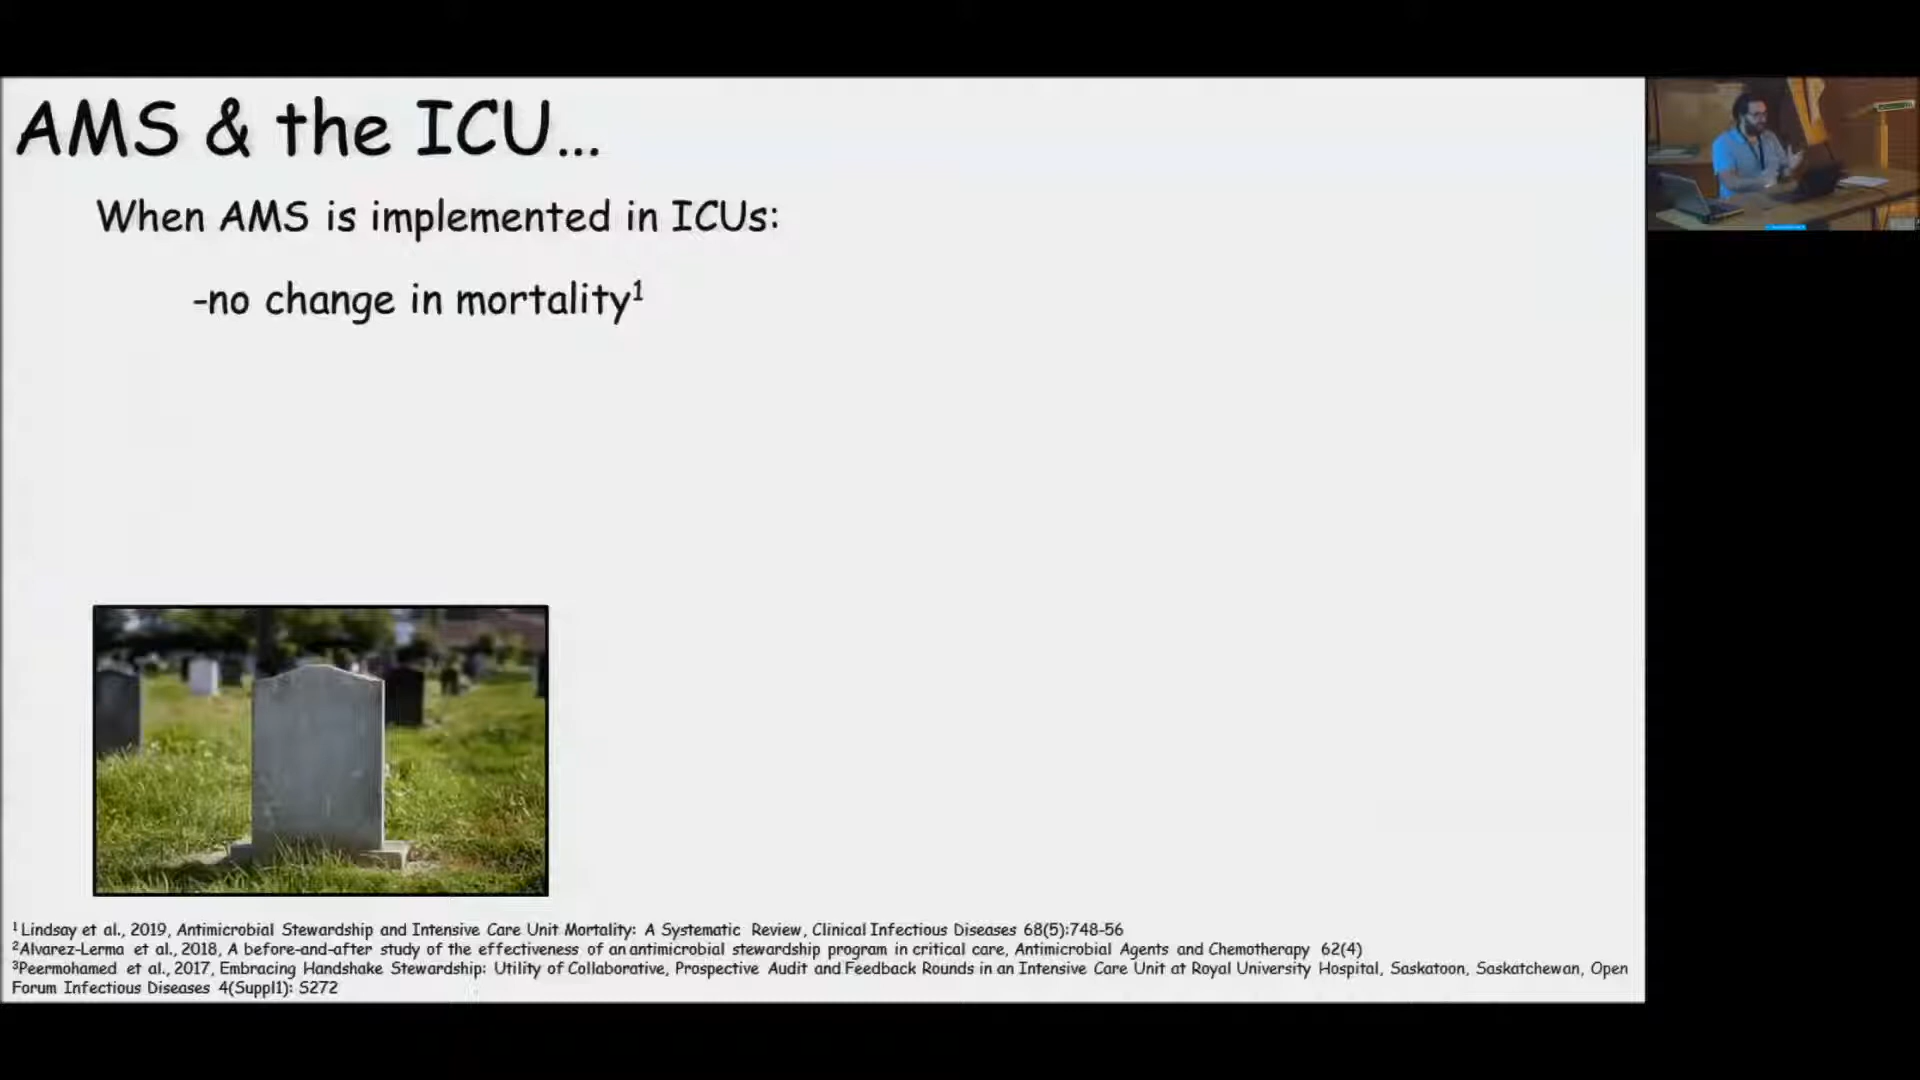 AMS & the ICU...
When AMS is implemented in ICUs:
-no change in mortality¹
¹Lindsay et al., 2019, Antimicrobial Stewardship and Intensive Care Unit Mortality: A Systematic Review, Clinical Infectious Diseases 68(5):748-56
²Alvarez-Lerma et al., 2018, A before-and-after study of the effectiveness of an antimicrobial stewardship program in critical care, Antimicrobial Agents and Chemotherapy 62(4)
³Peermohamed et al., 2017, Embracing Handshake Stewardship: Utility of Collaborative, Prospective Audit and Feedback Rounds in an Intensive Care Unit at Royal University Hospital, Saskatoon, Saskatchewan, Open
Forum Infectious Diseases 4(Suppl1): S272